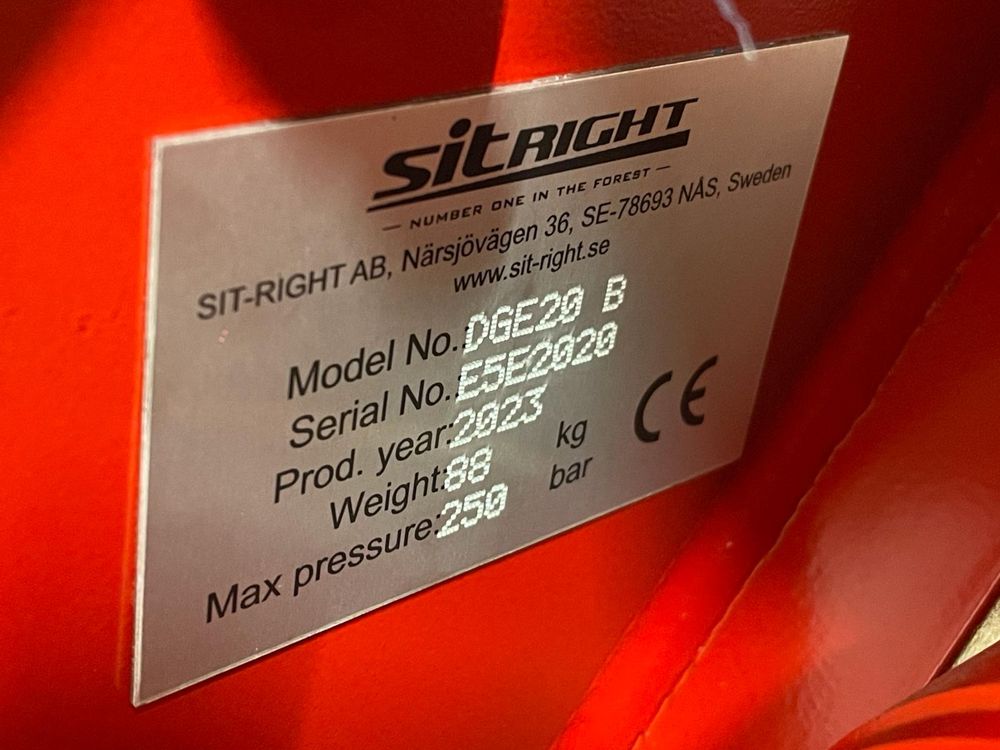 sitRIGHT
— NUMBER ONE IN THE FOREST —
SIT-RIGHT AB, Närsjövägen 36, SE-78693 NÅS, Sweden
www.sit-right.se
Model No.:DGE20 B
Serial No.:E5E2020
Prod. year:2023
Weight:88 kg
Max pressure:250 bar
CE